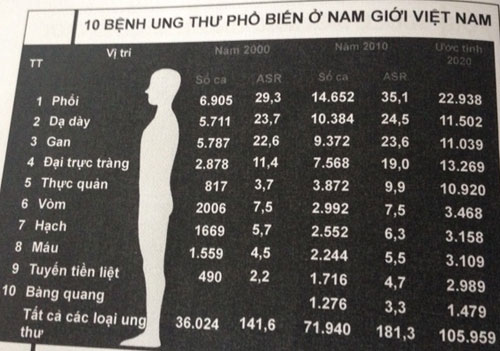 10 BỆNH UNG THƯ PHỔ BIẾN Ở NAM GIỚI VIỆT NAM
TT Vị trí Năm 2000 Năm 2010 Ước tính 2020
Số ca ASR Số ca ASR
1 Phổi 6.905 29,3 14.652 35,1 22.938
2 Dạ dày 5.711 23,7 10.384 24,5 11.502
3 Gan 5.787 22,6 9.372 23,6 11.039
4 Đại trực tràng 2.878 11,4 7.568 19,0 13.269
5 Thực quản 817 3,7 3.872 9,9 10.920
6 Vòm 2006 7,5 2.992 7,5 3.468
7 Hạch 1669 5,7 2.552 6,3 3.158
8 Máu 1.559 4,5 2.244 5,5 3.109
9 Tuyến tiền liệt 490 2,2 1.716 4,7 2.989
10 Bàng quang 1.276 3,3 1.479
Tất cả các loại ung thư 36.024 141,6 71.940 181,3 105.959